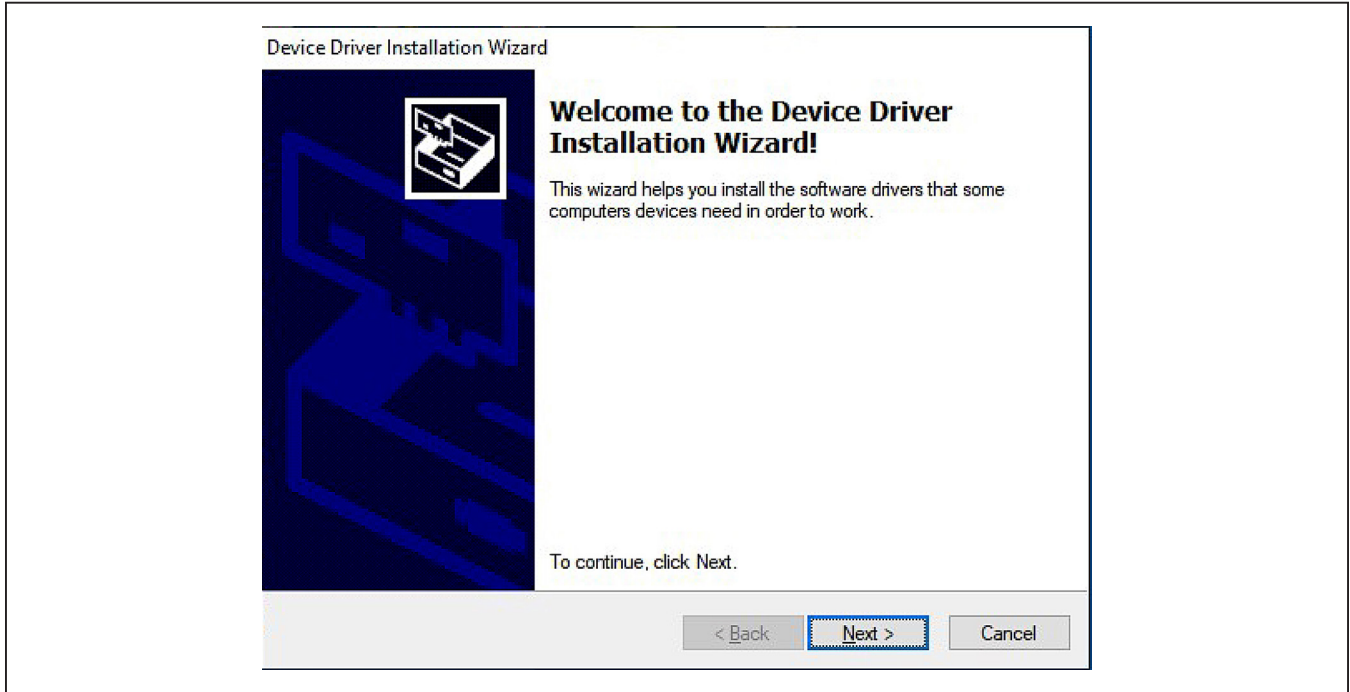 Device Driver Installation Wizard
Welcome to the Device Driver
Installation Wizard!
This wizard helps you install the software drivers that some
computers devices need in order to work.
To continue, click Next.
< Back
Next >
Cancel